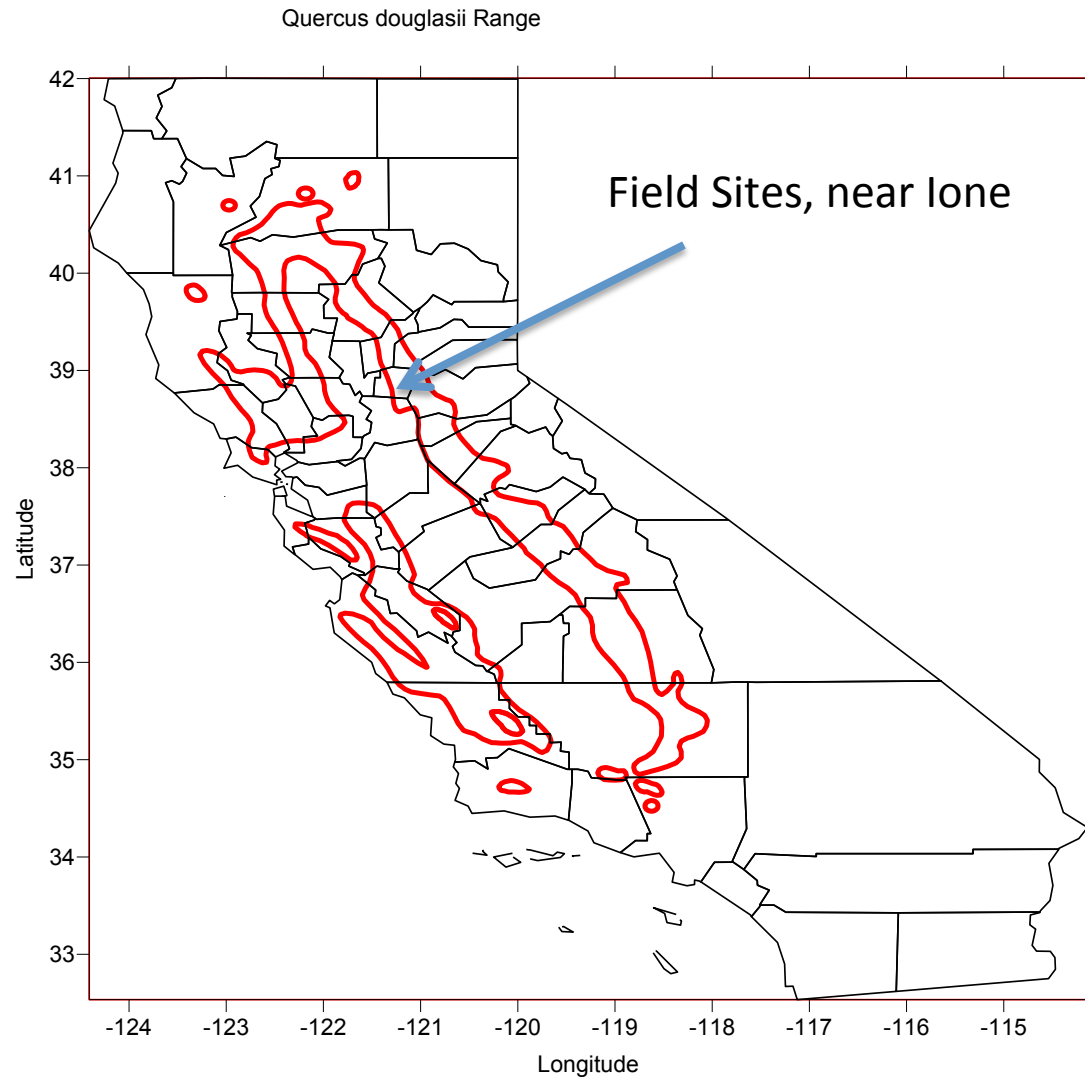 Quercus douglasii Range
42
41
Field Sites, near Ione
40
39
38
Latitude
37
36
35
34
33
-124 -123 -122 -121 -120 -119 -118 -117 -116 -115
Longitude